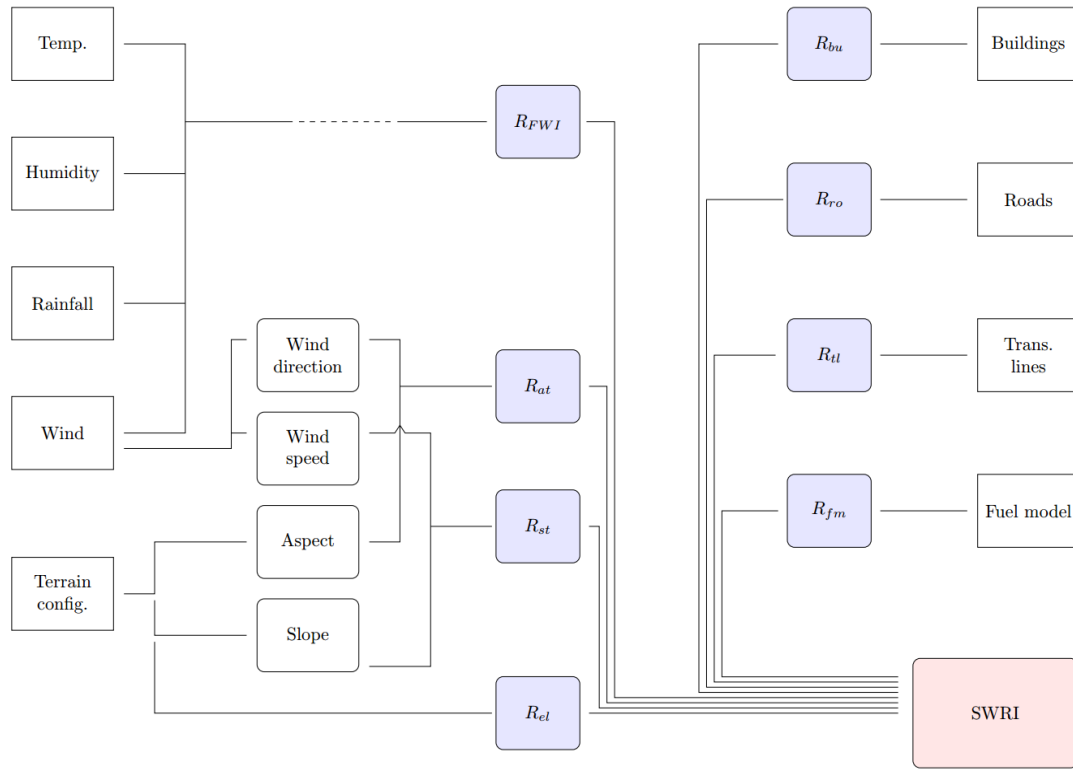 Temp.
Humidity
Rainfall
Wind
Terrain
config.
Wind
direction
Wind
speed
Aspect
Slope
R_{FWI}
R_{at}
R_{st}
R_{el}
R_{bu}
R_{ro}
R_{tl}
R_{fm}
Buildings
Roads
Trans.
lines
Fuel model
SWRI